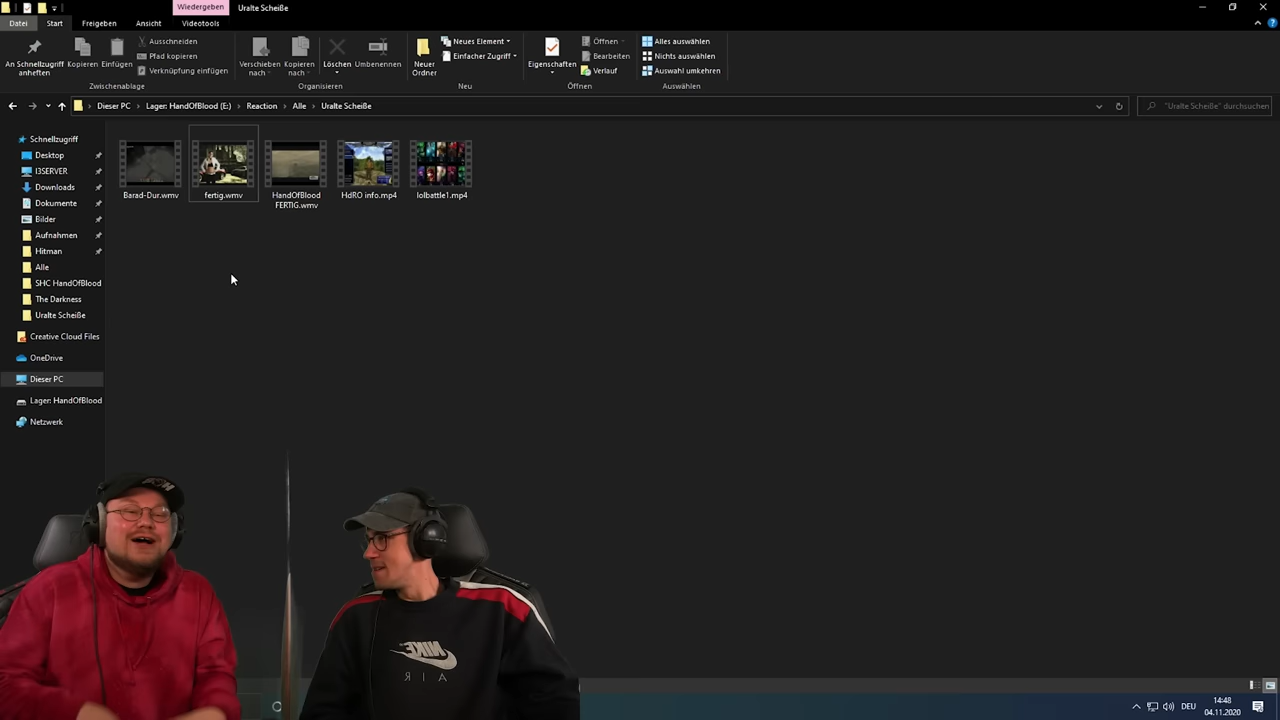 Wiedergeben
Uralte Scheiße
Datei
Start
Freigeben
Ansicht
Videotools
An Schnellzugriff
anheften
Kopieren
Einfügen
Ausschneiden
Pfad kopieren
Verknüpfung einfügen
Zwischenablage
Verschieben
nach
Kopieren
nach
Löschen
Umbenennen
Organisieren
Neuer
Ordner
Neues Element
Einfacher Zugriff
Neu
Eigenschaften
Öffnen
Bearbeiten
Verlauf
Öffnen
Alles auswählen
Nichts auswählen
Auswahl umkehren
Auswählen
Dieser PC
Lager: HandOfBlood (E:)
Reaction
Alle
Uralte Scheiße
"Uralte Scheiße" durchsuchen
Schnellzugriff
Desktop
I3SERVER
Downloads
Dokumente
Bilder
Aufnahmen
Hitman
Alle
SHC HandOfBlood
The Darkness
Uralte Scheiße
Creative Cloud Files
OneDrive
Dieser PC
Lager: HandOfBlood
Netzwerk
Barad-Dur.wmv
fertig.wmv
HandOfBlood
FERTIG.wmv
HdRO info.mp4
lolbattle1.mp4
NIKE
AIR
DEU
14:48
04.11.2020